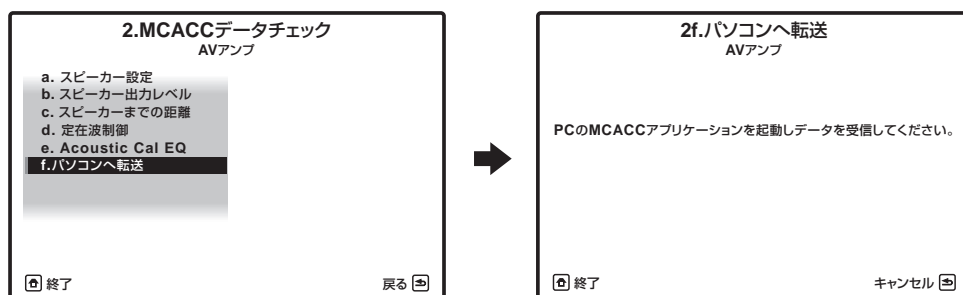 2.MCACCデータチェック
AVアンプ
a. スピーカー設定
b. スピーカー出力レベル
c. スピーカーまでの距離
d. 定在波制御
e. Acoustic Cal EQ
f.パソコンへ転送
終了
戻る
2f.パソコンへ転送
AVアンプ
PCのMCACCアプリケーションを起動しデータを受信してください。
終了
キャンセル